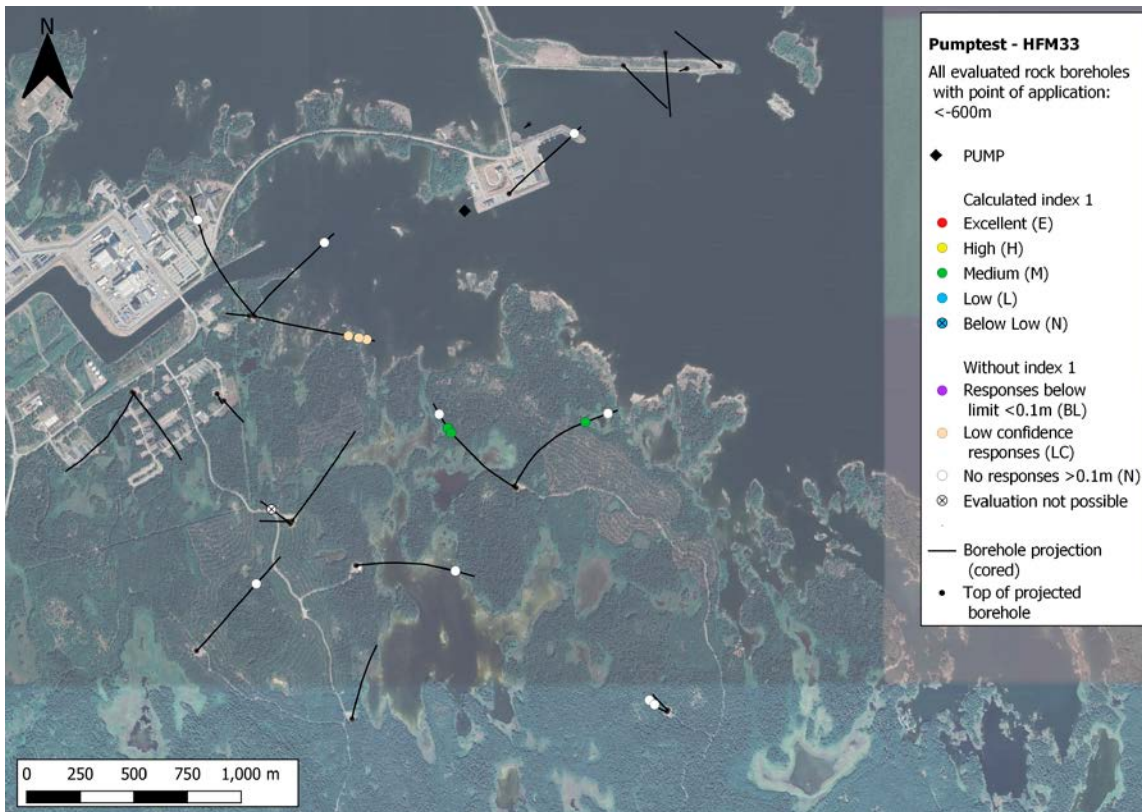 N
Pumptest - HFM33
All evaluated rock boreholes
with point of application:
<-600m
PUMP
Calculated index 1
Excellent (E)
High (H)
Medium (M)
Low (L)
Below Low (N)
Without index 1
Responses below
limit <0.1m (BL)
Low confidence
responses (LC)
No responses >0.1m (N)
Evaluation not possible
Borehole projection
(cored)
Top of projected
borehole
0 250 500 750 1,000 m